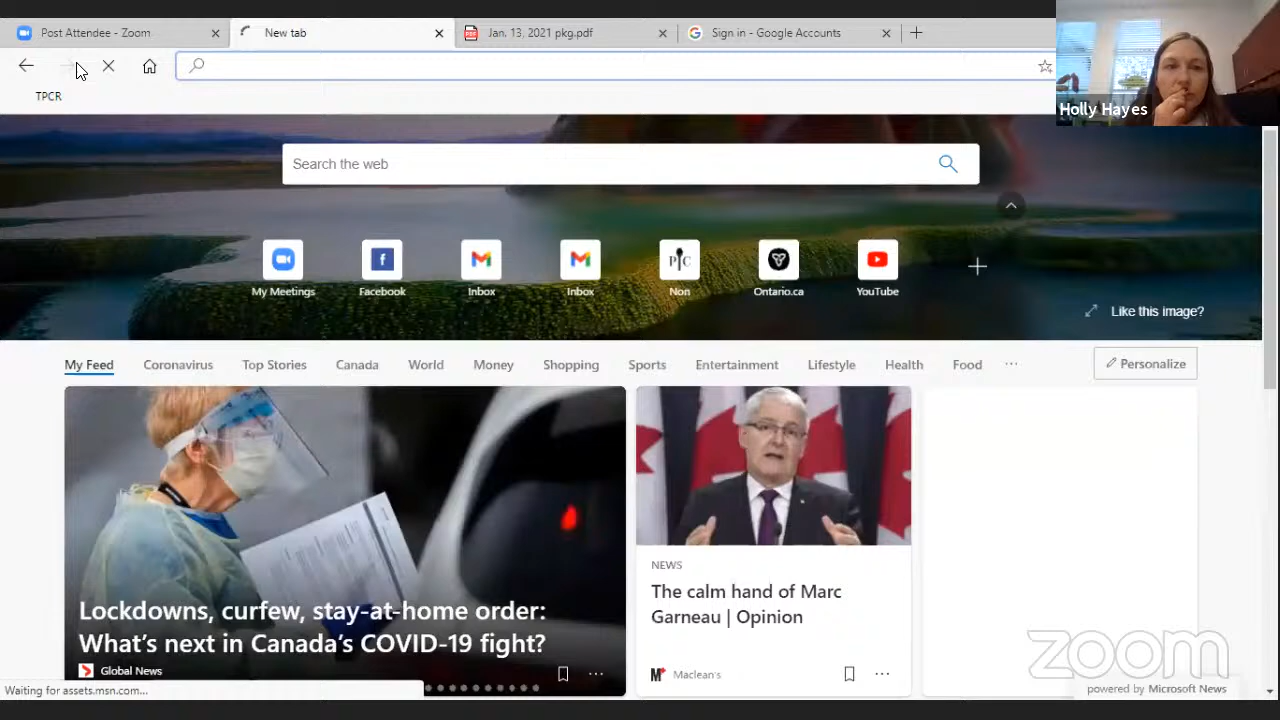 Post Attendee - Zoom
New tab
Jan, 13, 2021 pkg.pdf
Sign in - Google Accounts
TPCR
Holly Hayes
Search the web
My Meetings
Facebook
Inbox
Inbox
PIC
Non
Ontario.ca
YouTube
Like this image?
My Feed
Coronavirus
Top Stories
Canada
World
Money
Shopping
Sports
Entertainment
Lifestyle
Health
Food
Personalize
Lockdowns, curfew, stay-at-home order:
What's next in Canada's COVID-19 fight?
Global News
NEWS
The calm hand of Marc
Garneau | Opinion
Maclean's
zoom
powered by Microsoft News
Waiting for assets.msn.com...